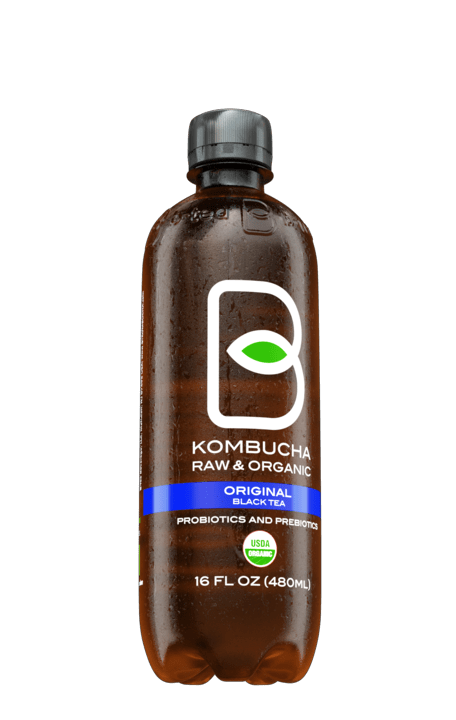 B
KOMBUCHA
RAW & ORGANIC
ORIGINAL
BLACK TEA
PROBIOTICS AND PREBIOTICS
USDA
ORGANIC
16 FL OZ (480ML)